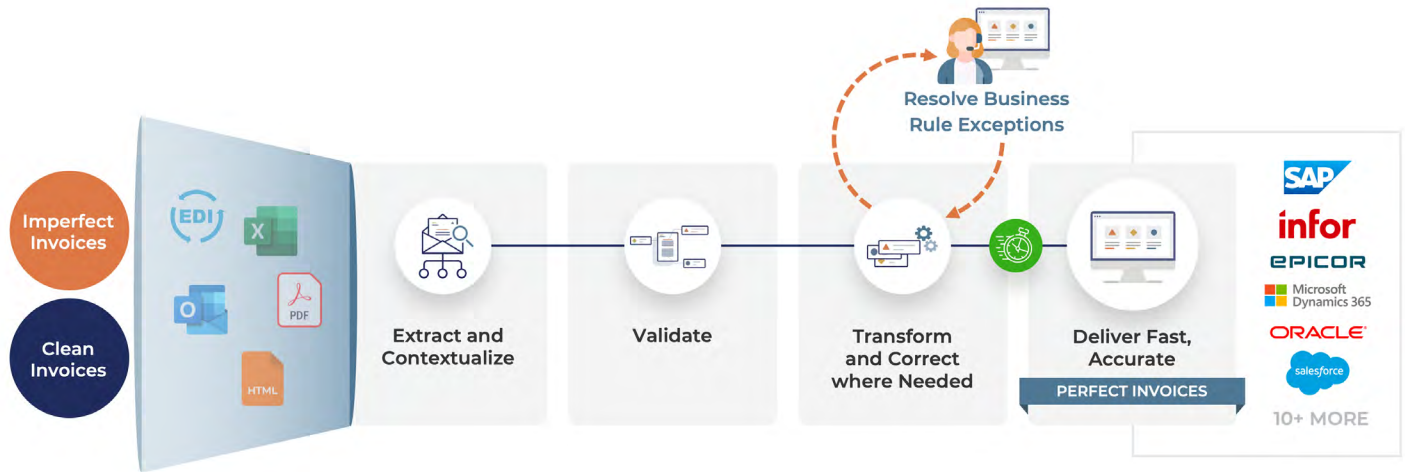 Resolve Business
Rule Exceptions
Imperfect
Invoices
Clean
Invoices
EDI
X
O
PDF
HTML
Extract and
Contextualize
Validate
Transform
and Correct
where Needed
Deliver Fast,
Accurate
PERFECT INVOICES
SAP
infor
EPICOR
Microsoft
Dynamics 365
ORACLE
salesforce
10+ MORE